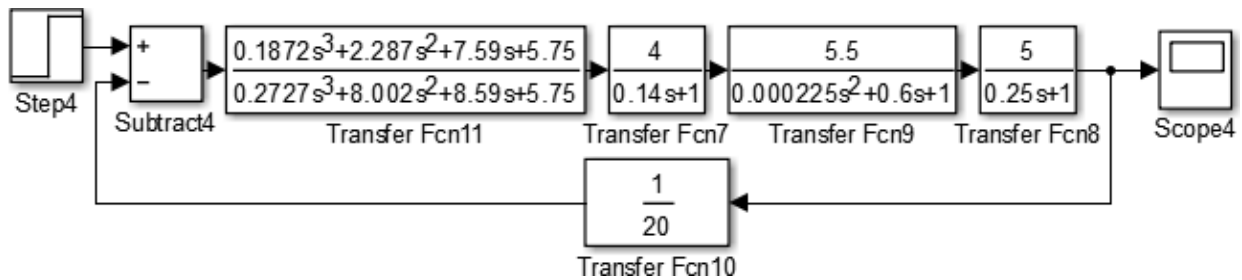 +
−
0.1872s³+2.287s²+7.59s+5.75
0.2727s³+8.002s²+8.59s+5.75
4
0.14s+1
5.5
0.000225s²+0.6s+1
5
0.25s+1
Step4
Subtract4
Transfer Fcn11
Transfer Fcn7
Transfer Fcn9
Transfer Fcn8
Scope4
1
20
Transfer Fcn10